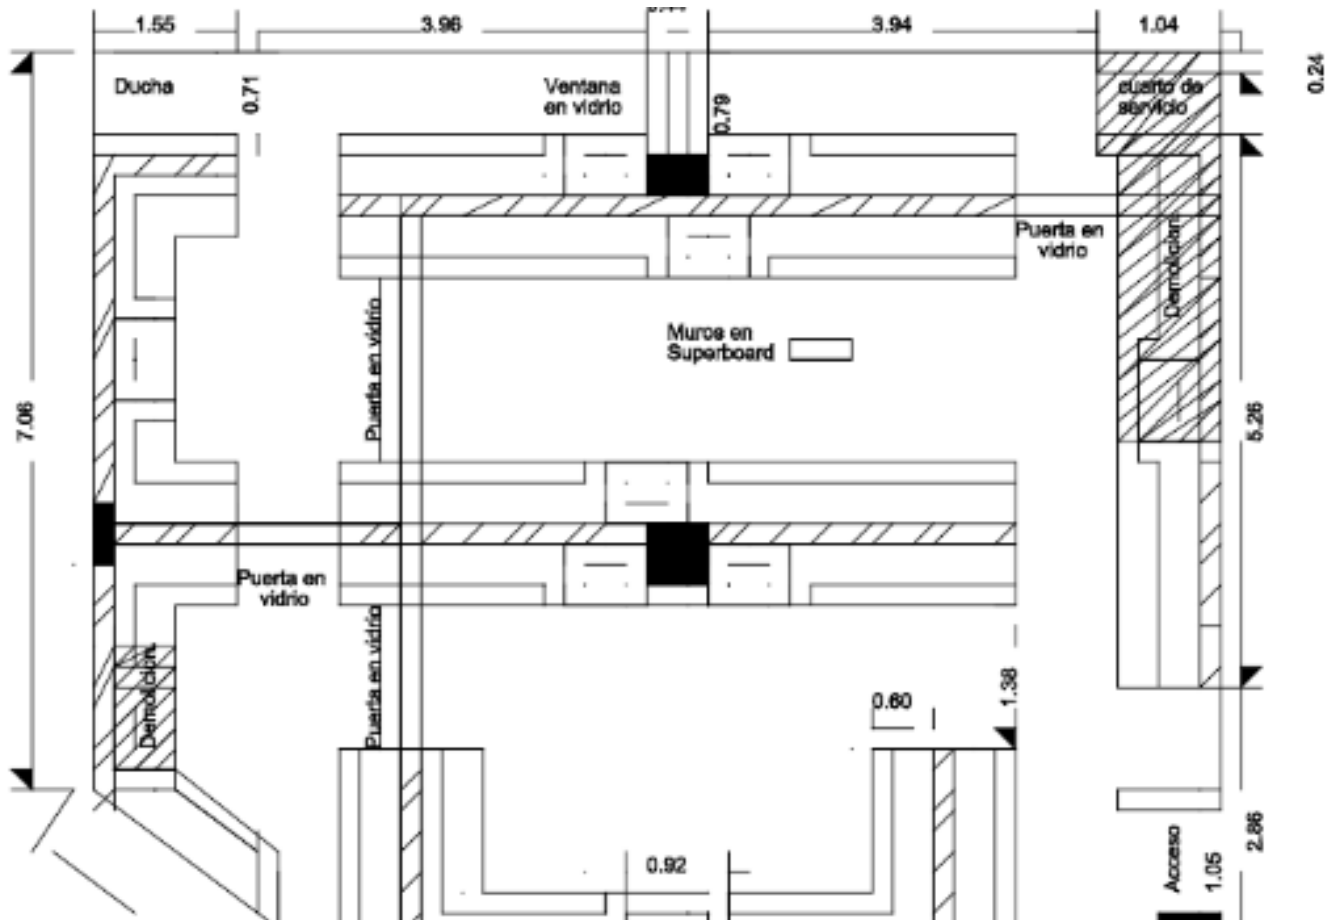 1.55
3.96
3.94
1.04
0.24
Ducha
0.71
Ventana
en vidrio
0.79
cuarto de
servicio
Puerta en
vidrio
Demolicion
Puerta en vidrio
Muros en
Superboard
7.06
5.26
Puerta en
vidrio
Puerta en vidrio
Demolicion
0.60
1.38
0.92
Acceso
1.05
2.86